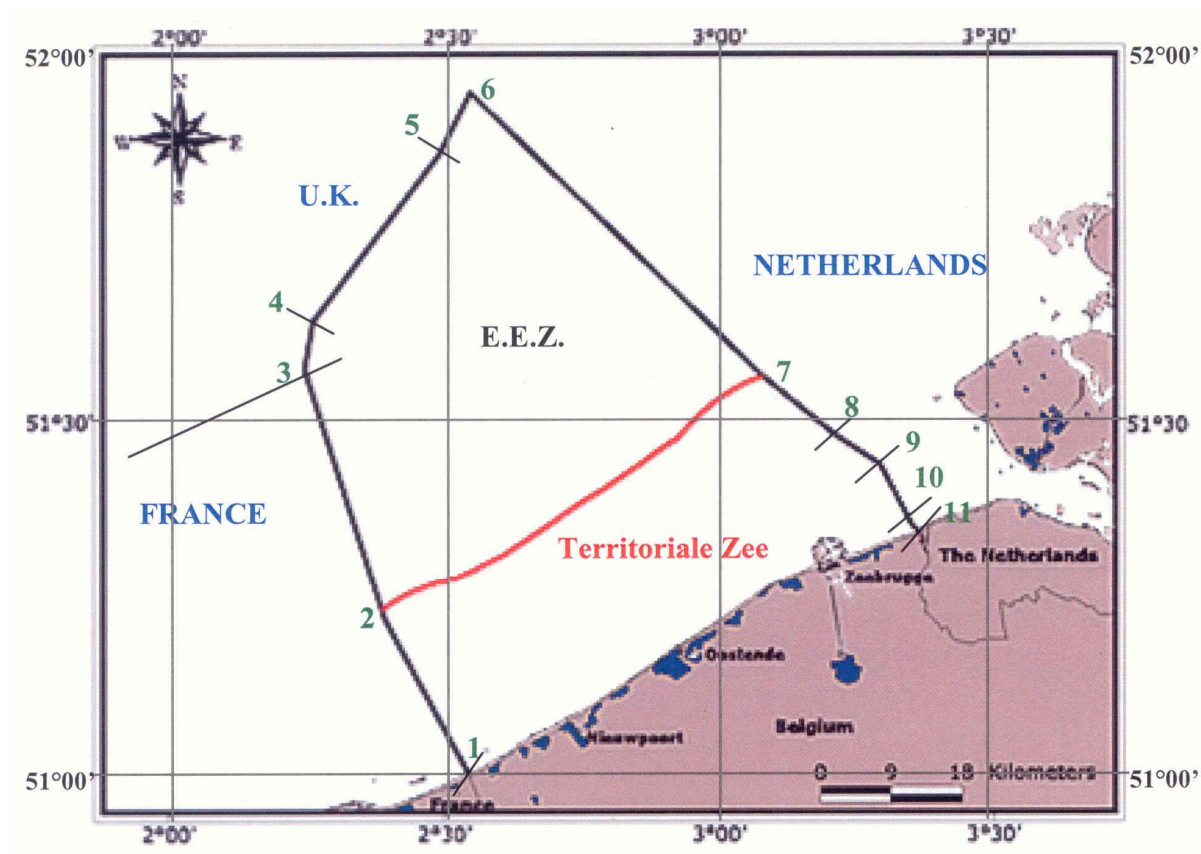 2°00' 2°30' 3°00' 3°30'
52°00' 52°00'
N
W E
S
6
5
U.K.
NETHERLANDS
4
E.E.Z.
3
7
8
51°30' 51°30'
9
10
FRANCE
11
Territoriale Zee
The Netherlands
Zeebrugge
2
Oostende
Belgium
Nieuwpoort
1
0 9 18 Kilometers
51°00' 51°00'
France
2°00' 2°30' 3°00' 3°30'